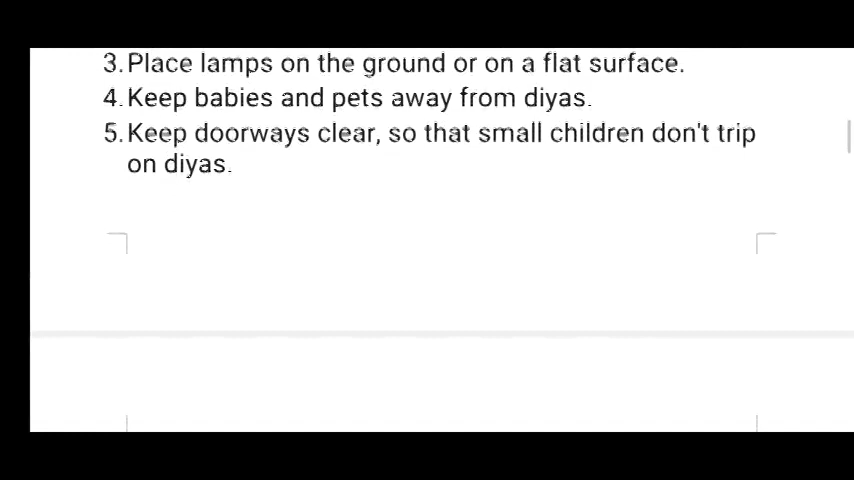 3. Place lamps on the ground or on a flat surface.
4. Keep babies and pets away from diyas.
5. Keep doorways clear, so that small children don't trip
on diyas.